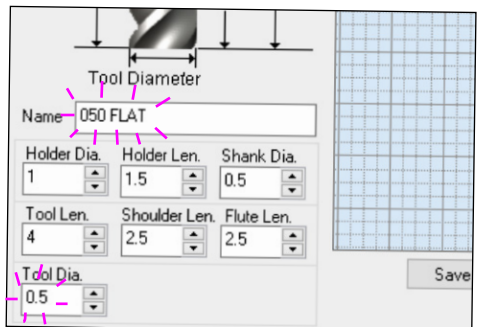 Tool Diameter
Name 050 FLAT
Holder Dia. Holder Len. Shank Dia.
1 1.5 0.5
Tool Len. Shoulder Len. Flute Len.
4 2.5 2.5
Tool Dia.
0.5
Save